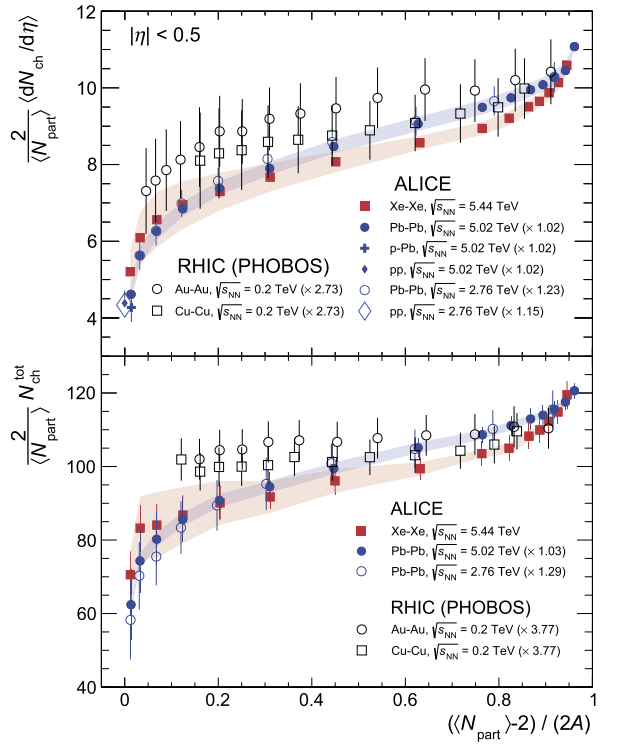 |η| < 0.5
2/⟨N_part⟩ ⟨dN_ch/dη⟩
12
10
8
6
4
ALICE
Xe-Xe, √s_NN = 5.44 TeV
Pb-Pb, √s_NN = 5.02 TeV (× 1.02)
p-Pb, √s_NN = 5.02 TeV (× 1.02)
pp, √s_NN = 5.02 TeV (× 1.02)
Pb-Pb, √s_NN = 2.76 TeV (× 1.23)
pp, √s_NN = 2.76 TeV (× 1.15)
RHIC (PHOBOS)
Au-Au, √s_NN = 0.2 TeV (× 2.73)
Cu-Cu, √s_NN = 0.2 TeV (× 2.73)
2/⟨N_part⟩ N_ch^tot
120
100
80
60
40
ALICE
Xe-Xe, √s_NN = 5.44 TeV
Pb-Pb, √s_NN = 5.02 TeV (× 1.03)
Pb-Pb, √s_NN = 2.76 TeV (× 1.29)
RHIC (PHOBOS)
Au-Au, √s_NN = 0.2 TeV (× 3.77)
Cu-Cu, √s_NN = 0.2 TeV (× 3.77)
0 0.2 0.4 0.6 0.8 1
(⟨N_part⟩-2) / (2A)